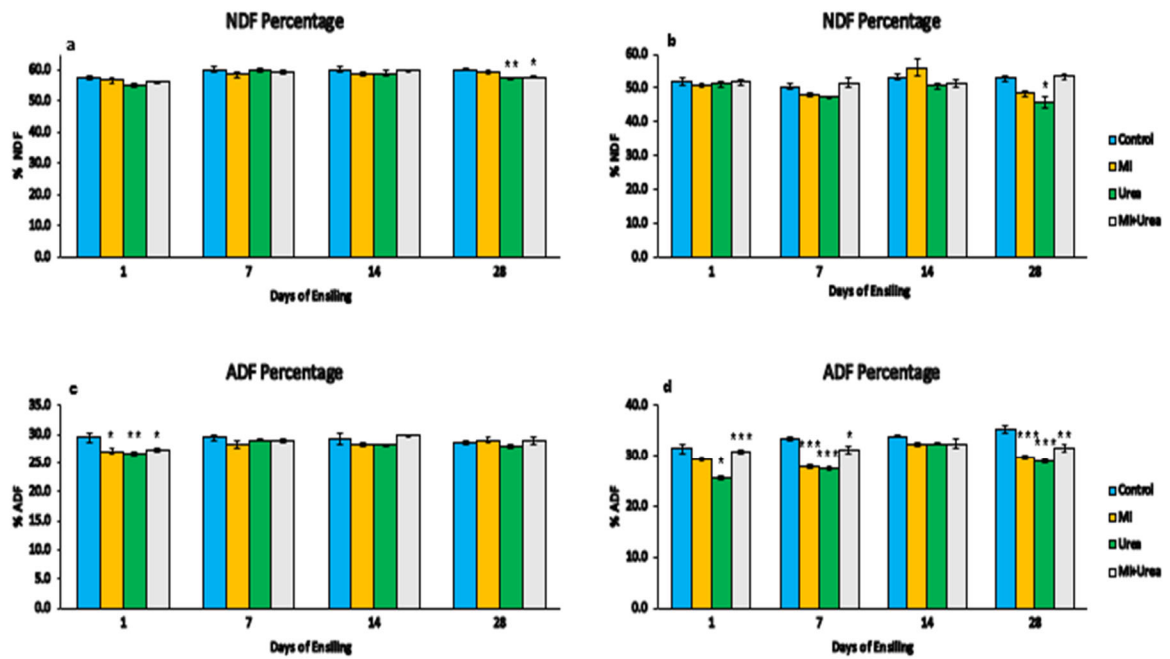 NDF Percentage
a
60.0
50.0
40.0
30.0
20.0
10.0
0.0
% NDF
** *
1 7 14 28
Days of Ensiling
NDF Percentage
b
60.0
50.0
40.0
30.0
20.0
10.0
0.0
% NDF
*
1 7 14 28
Days of Ensiling
Control
MI
Urea
MI+Urea
ADF Percentage
c
35.0
30.0
25.0
20.0
15.0
10.0
5.0
0.0
% ADF
* ** *
1 7 14 28
Days of Ensiling
ADF Percentage
d
40.0
30.0
20.0
10.0
0.0
% ADF
* *** *** *** * *** *** **
1 7 14 28
Days of Ensiling
Control
MI
Urea
MI+Urea